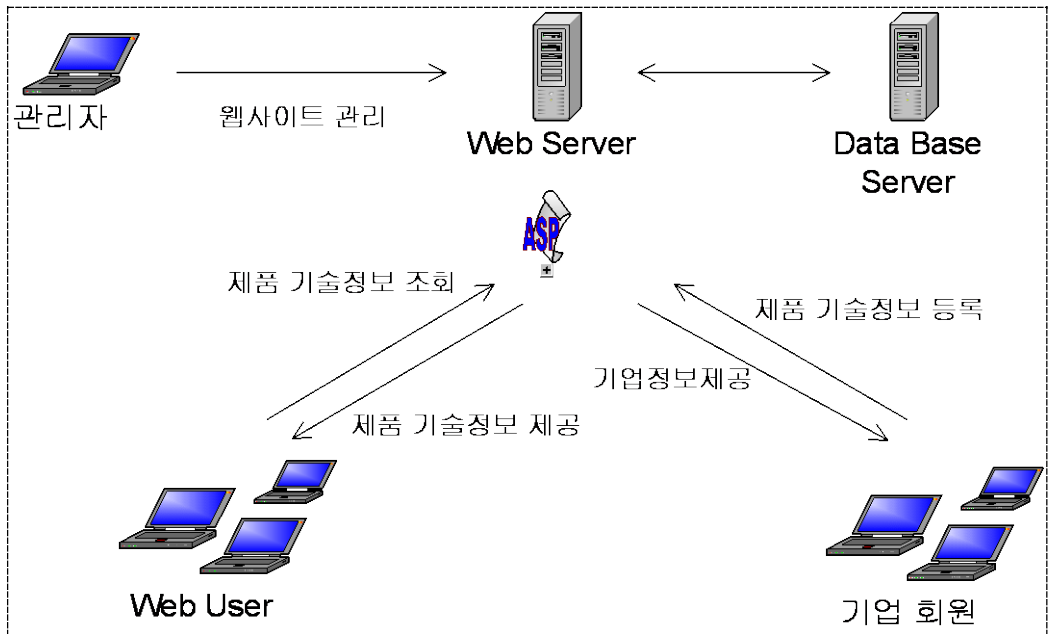 관리자
웹사이트 관리
Web Server
Data Base
Server
ASP
제품 기술정보 조회
제품 기술정보 등록
기업정보제공
제품 기술정보 제공
Web User
기업 회원